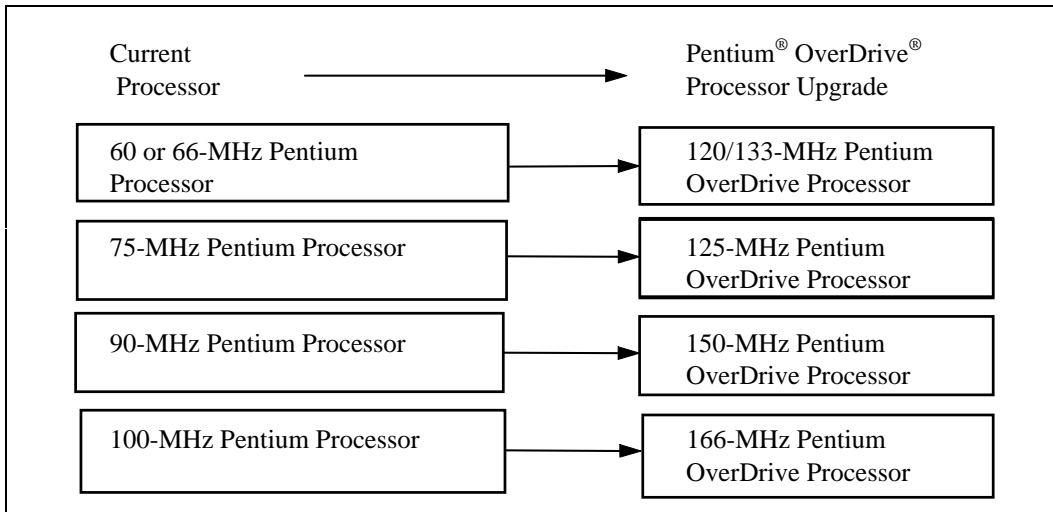 Current
Processor
Pentium® OverDrive®
Processor Upgrade
60 or 66-MHz Pentium
Processor
120/133-MHz Pentium
OverDrive Processor
75-MHz Pentium Processor
125-MHz Pentium
OverDrive Processor
90-MHz Pentium Processor
150-MHz Pentium
OverDrive Processor
100-MHz Pentium Processor
166-MHz Pentium
OverDrive Processor